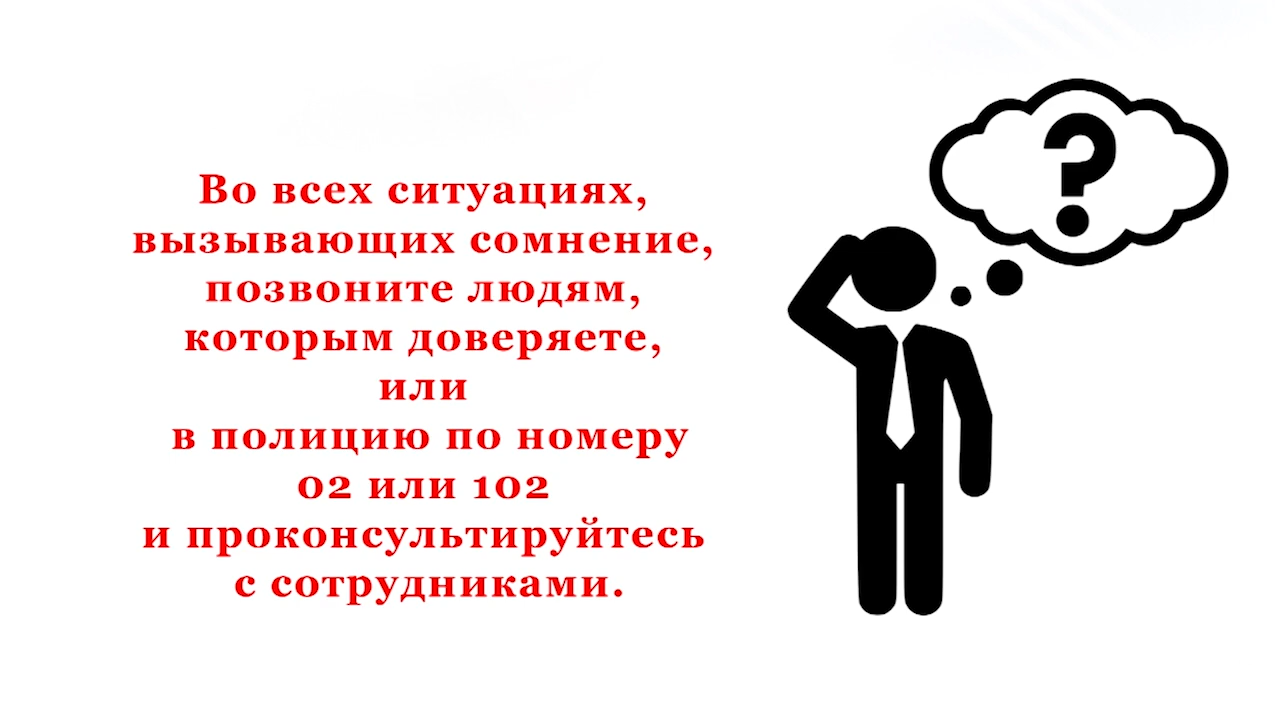 Во всех ситуациях,
вызывающих сомнение,
позвоните людям,
которым доверяете,
или
в полицию по номеру
02 или 102
и проконсультируйтесь
с сотрудниками.
?